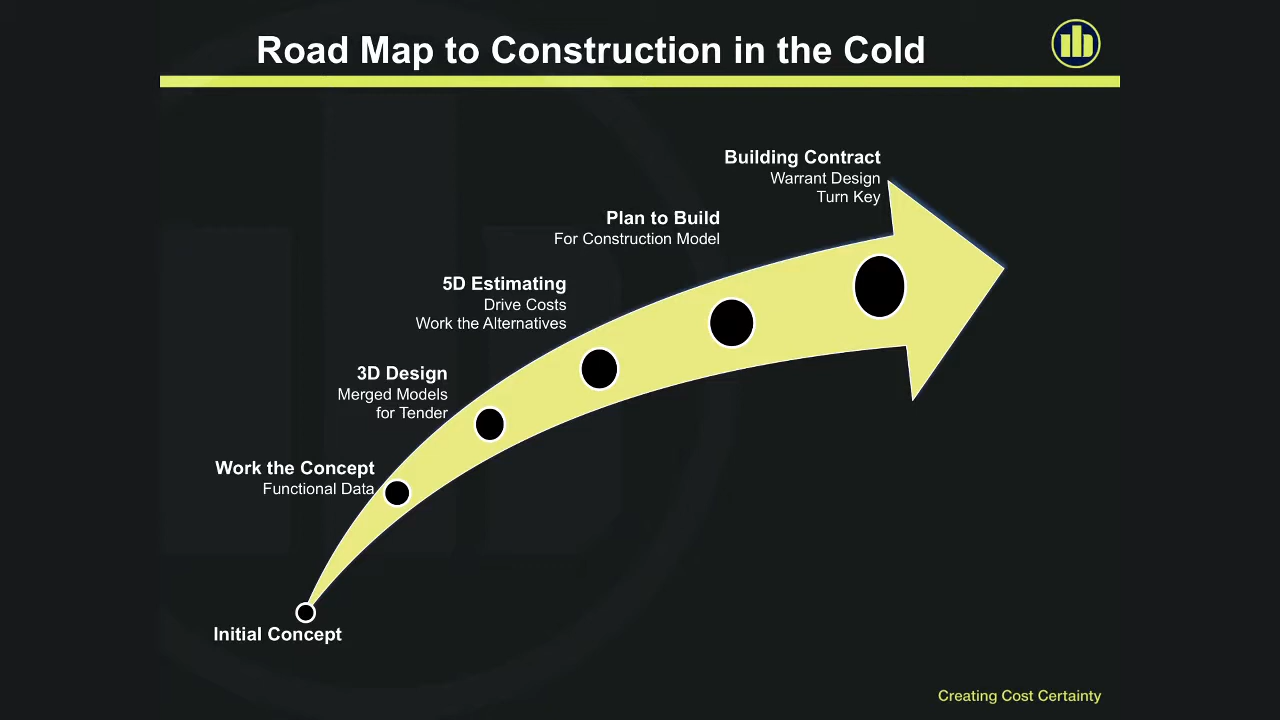 Road Map to Construction in the Cold
Building Contract
Warrant Design
Turn Key
Plan to Build
For Construction Model
5D Estimating
Drive Costs
Work the Alternatives
3D Design
Merged Models
for Tender
Work the Concept
Functional Data
Initial Concept
Creating Cost Certainty